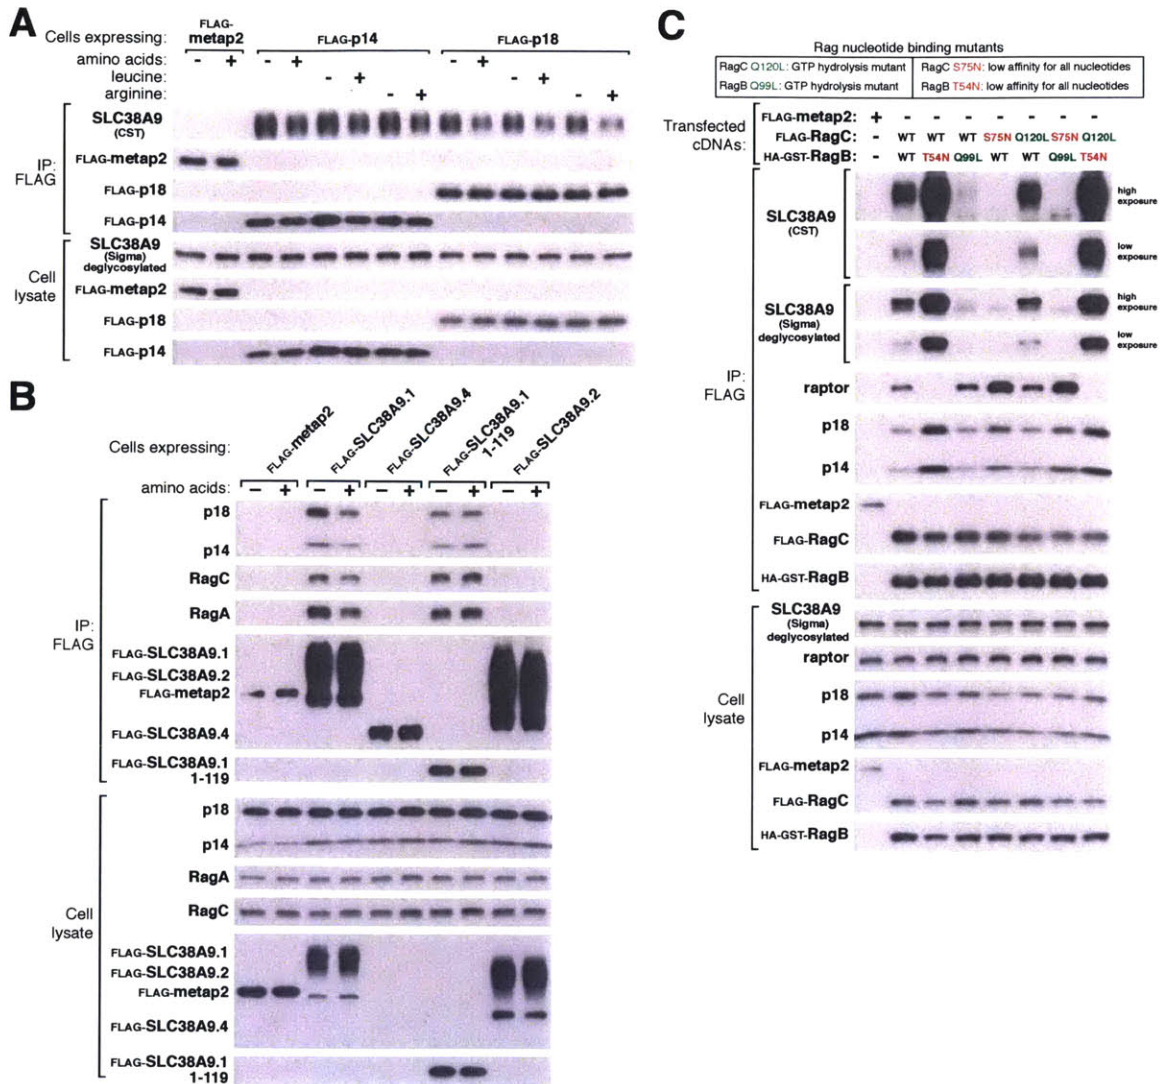 A
Cells expressing:
FLAG-metap2
FLAG-p14
FLAG-p18
amino acids: - + - + - +
leucine: - + - +
arginine: - + - +
IP: FLAG
SLC38A9 (CST)
FLAG-metap2
FLAG-p18
FLAG-p14
Cell lysate
SLC38A9 (Sigma) deglycosylated
FLAG-metap2
FLAG-p18
FLAG-p14
B
Cells expressing:
FLAG-metap2
FLAG-SLC38A9.1
FLAG-SLC38A9.4
FLAG-SLC38A9.1 1-119
FLAG-SLC38A9.2
amino acids: - + - + - + - + - +
IP: FLAG
p18
p14
RagC
RagA
FLAG-SLC38A9.1
FLAG-SLC38A9.2
FLAG-metap2
FLAG-SLC38A9.4
FLAG-SLC38A9.1
1-119
Cell lysate
p18
p14
RagA
RagC
FLAG-SLC38A9.1
FLAG-SLC38A9.2
FLAG-metap2
FLAG-SLC38A9.4
FLAG-SLC38A9.1
1-119
C
Rag nucleotide binding mutants
RagC Q120L: GTP hydrolysis mutant
RagC S75N: low affinity for all nucleotides
RagB Q99L: GTP hydrolysis mutant
RagB T54N: low affinity for all nucleotides
Transfected cDNAs:
FLAG-metap2: + - - - - - - -
FLAG-RagC: - WT WT WT S75N Q120L S75N Q120L
HA-GST-RagB: - WT T54N Q99L WT WT Q99L T54N
IP: FLAG
SLC38A9 (CST)
high exposure
low exposure
SLC38A9 (Sigma) deglycosylated
high exposure
low exposure
raptor
p18
p14
FLAG-metap2
FLAG-RagC
HA-GST-RagB
Cell lysate
SLC38A9 (Sigma) deglycosylated
raptor
p18
p14
FLAG-metap2
FLAG-RagC
HA-GST-RagB